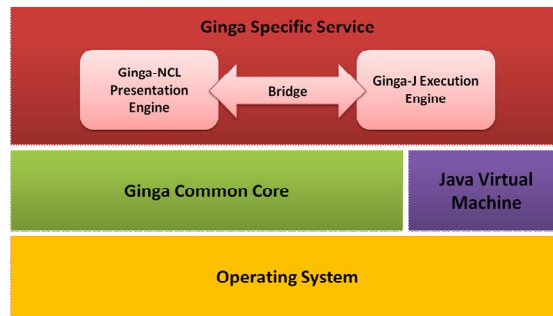 Ginga Specific Service
Ginga-NCL
Presentation
Engine
Bridge
Ginga-J Execution
Engine
Ginga Common Core
Java Virtual
Machine
Operating System